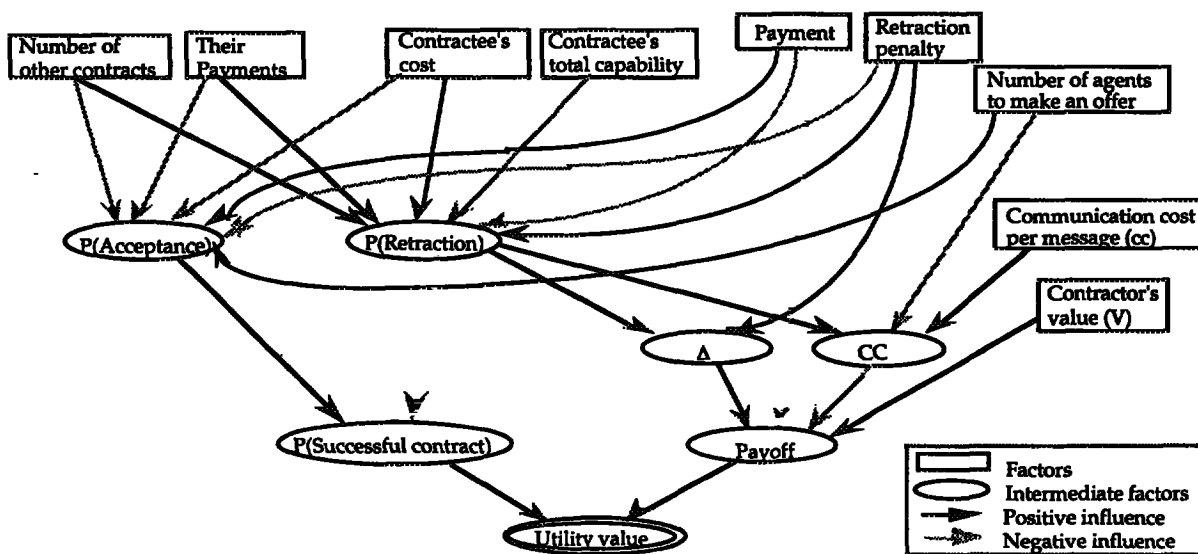 Number of
other contracts
Their
Payments
Contractee's
cost
Contractee's
total capability
Payment
Retraction
penalty
Number of agents
to make an offer
P(Acceptance)
P(Retraction)
Communication cost
per message (cc)
Contractor's
value (V)
Δ
CC
P(Successful contract)
Payoff
Utility value
Factors
Intermediate factors
Positive influence
Negative influence